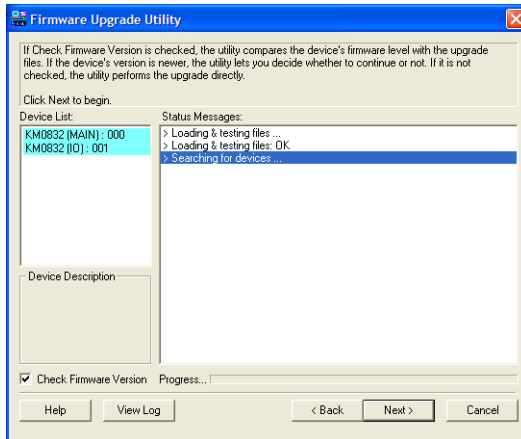 Firmware Upgrade Utility
If Check Firmware Version is checked, the utility compares the device's firmware level with the upgrade
files. If the device's version is newer, the utility lets you decide whether to continue or not. If it is not
checked, the utility performs the upgrade directly.
Click Next to begin.
Device List:
Status Messages:
KM0832 (MAIN) : 000
KM0832 (IO) : 001
> Loading & testing files ...
> Loading & testing files: OK
> Searching for devices ...
Device Description
Check Firmware Version
Progress...
Help
View Log
< Back
Next >
Cancel